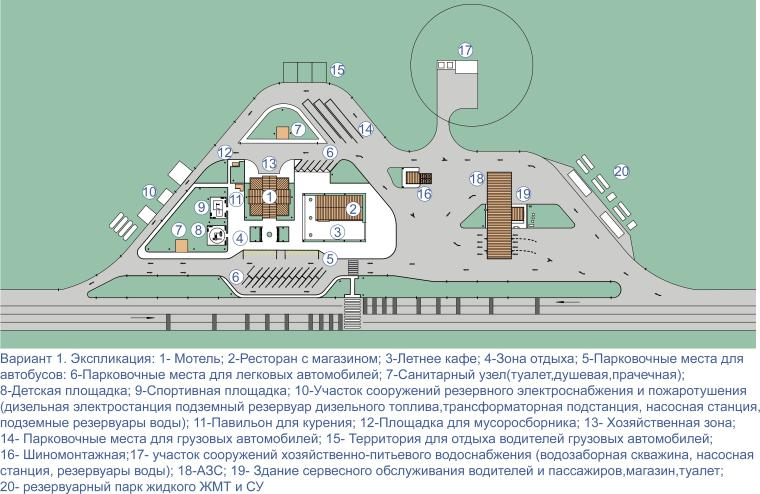 17
15
14
7
6
12
13
20
18
16
10
11
1
19
9
2
7
8
4
3
5
6
Вариант 1. Экспликация: 1- Мотель; 2-Ресторан с магазином; 3-Летнее кафе; 4-Зона отдыха; 5-Парковочные места для
автобусов: 6-Парковочные места для легковых автомобилей; 7-Санитарный узел(туалет,душевая,прачечная);
8-Детская площадка; 9-Спортивная площадка; 10-Участок сооружений резервного электроснабжения и пожаротушения
(дизельная электростанция подземный резервуар дизельного топлива,трансформаторная подстанция, насосная станция,
подземные резервуары воды); 11-Павильон для курения; 12-Площадка для мусоросборника; 13- Хозяйственная зона;
14- Парковочные места для грузовых автомобилей; 15- Территория для отдыха водителей грузовых автомобилей;
16- Шиномонтажная;17- участок сооружений хозяйственно-питьевого водоснабжения (водозаборная скважина, насосная
станция, резервуары воды); 18-АЗС; 19- Здание сервесного обслуживания водителей и пассажиров,магазин,туалет;
20- резервуарный парк жидкого ЖМТ и СУ